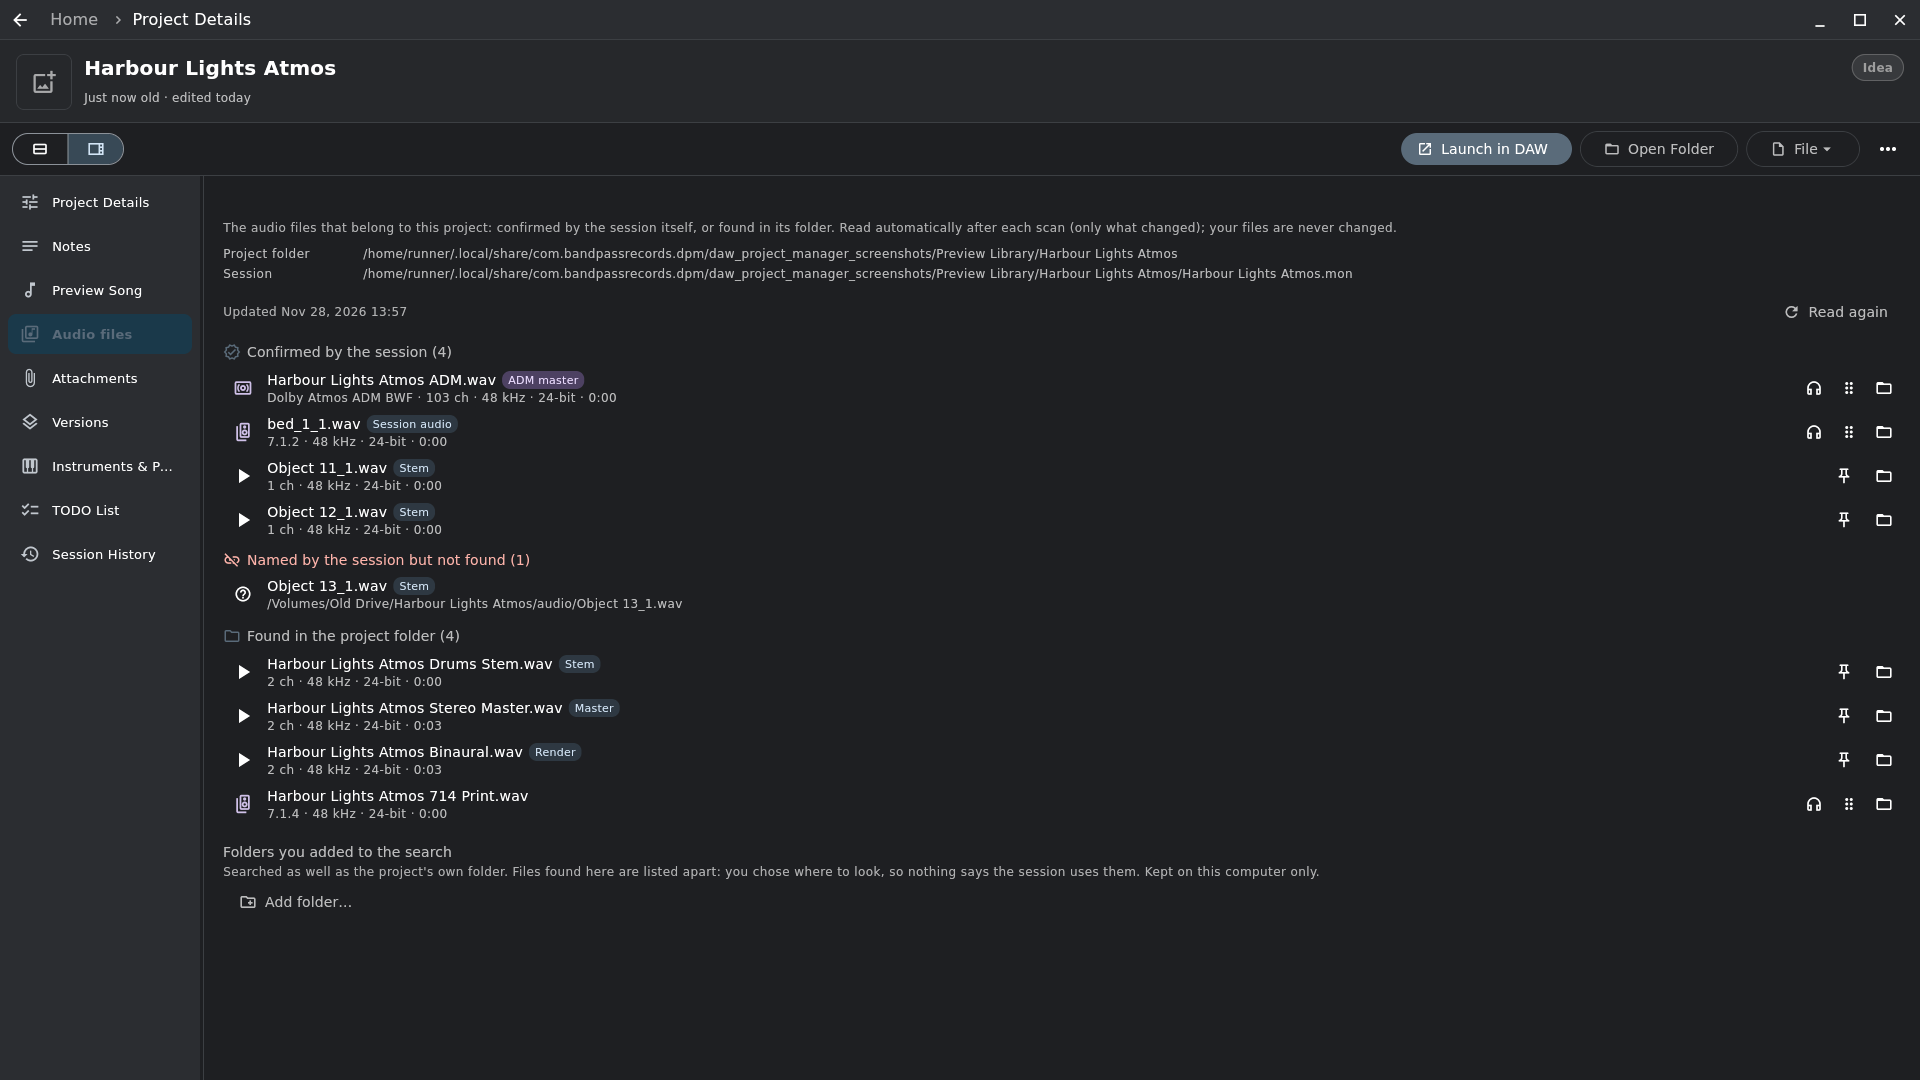 Home
Project Details
Harbour Lights Atmos
Just now old · edited today
Idea
Launch in DAW
Open Folder
File
Project Details
Notes
Preview Song
Audio files
Attachments
Versions
Instruments & P...
TODO List
Session History
The audio files that belong to this project: confirmed by the session itself, or found in its folder. Read automatically after each scan (only what changed); your files are never changed.
Project folder /home/runner/.local/share/com.bandpassrecords.dpm/daw_project_manager_screenshots/Preview Library/Harbour Lights Atmos
Session /home/runner/.local/share/com.bandpassrecords.dpm/daw_project_manager_screenshots/Preview Library/Harbour Lights Atmos/Harbour Lights Atmos.mon
Updated Nov 28, 2026 13:57
Read again
Confirmed by the session (4)
Harbour Lights Atmos ADM.wav ADM master
Dolby Atmos ADM BWF · 103 ch · 48 kHz · 24-bit · 0:00
bed_1_1.wav Session audio
7.1.2 · 48 kHz · 24-bit · 0:00
Object 11_1.wav Stem
1 ch · 48 kHz · 24-bit · 0:00
Object 12_1.wav Stem
1 ch · 48 kHz · 24-bit · 0:00
Named by the session but not found (1)
Object 13_1.wav Stem
/Volumes/Old Drive/Harbour Lights Atmos/audio/Object 13_1.wav
Found in the project folder (4)
Harbour Lights Atmos Drums Stem.wav Stem
2 ch · 48 kHz · 24-bit · 0:00
Harbour Lights Atmos Stereo Master.wav Master
2 ch · 48 kHz · 24-bit · 0:03
Harbour Lights Atmos Binaural.wav Render
2 ch · 48 kHz · 24-bit · 0:03
Harbour Lights Atmos 714 Print.wav
7.1.4 · 48 kHz · 24-bit · 0:00
Folders you added to the search
Searched as well as the project's own folder. Files found here are listed apart: you chose where to look, so nothing says the session uses them. Kept on this computer only.
Add folder...